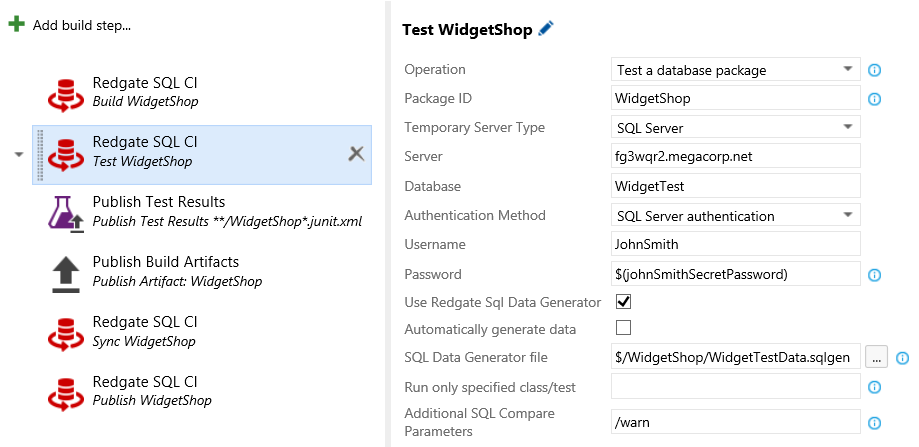 Add build step...
Redgate SQL CI
Build WidgetShop
Redgate SQL CI
Test WidgetShop
Publish Test Results
Publish Test Results **/WidgetShop*.junit.xml
Publish Build Artifacts
Publish Artifact: WidgetShop
Redgate SQL CI
Sync WidgetShop
Redgate SQL CI
Publish WidgetShop
Test WidgetShop
Operation Test a database package
Package ID WidgetShop
Temporary Server Type SQL Server
Server fg3wqr2.megacorp.net
Database WidgetTest
Authentication Method SQL Server authentication
Username JohnSmith
Password $(johnSmithSecretPassword)
Use Redgate Sql Data Generator
Automatically generate data
SQL Data Generator file $/WidgetShop/WidgetTestData.sqlgen ...
Run only specified class/test
Additional SQL Compare
Parameters /warn